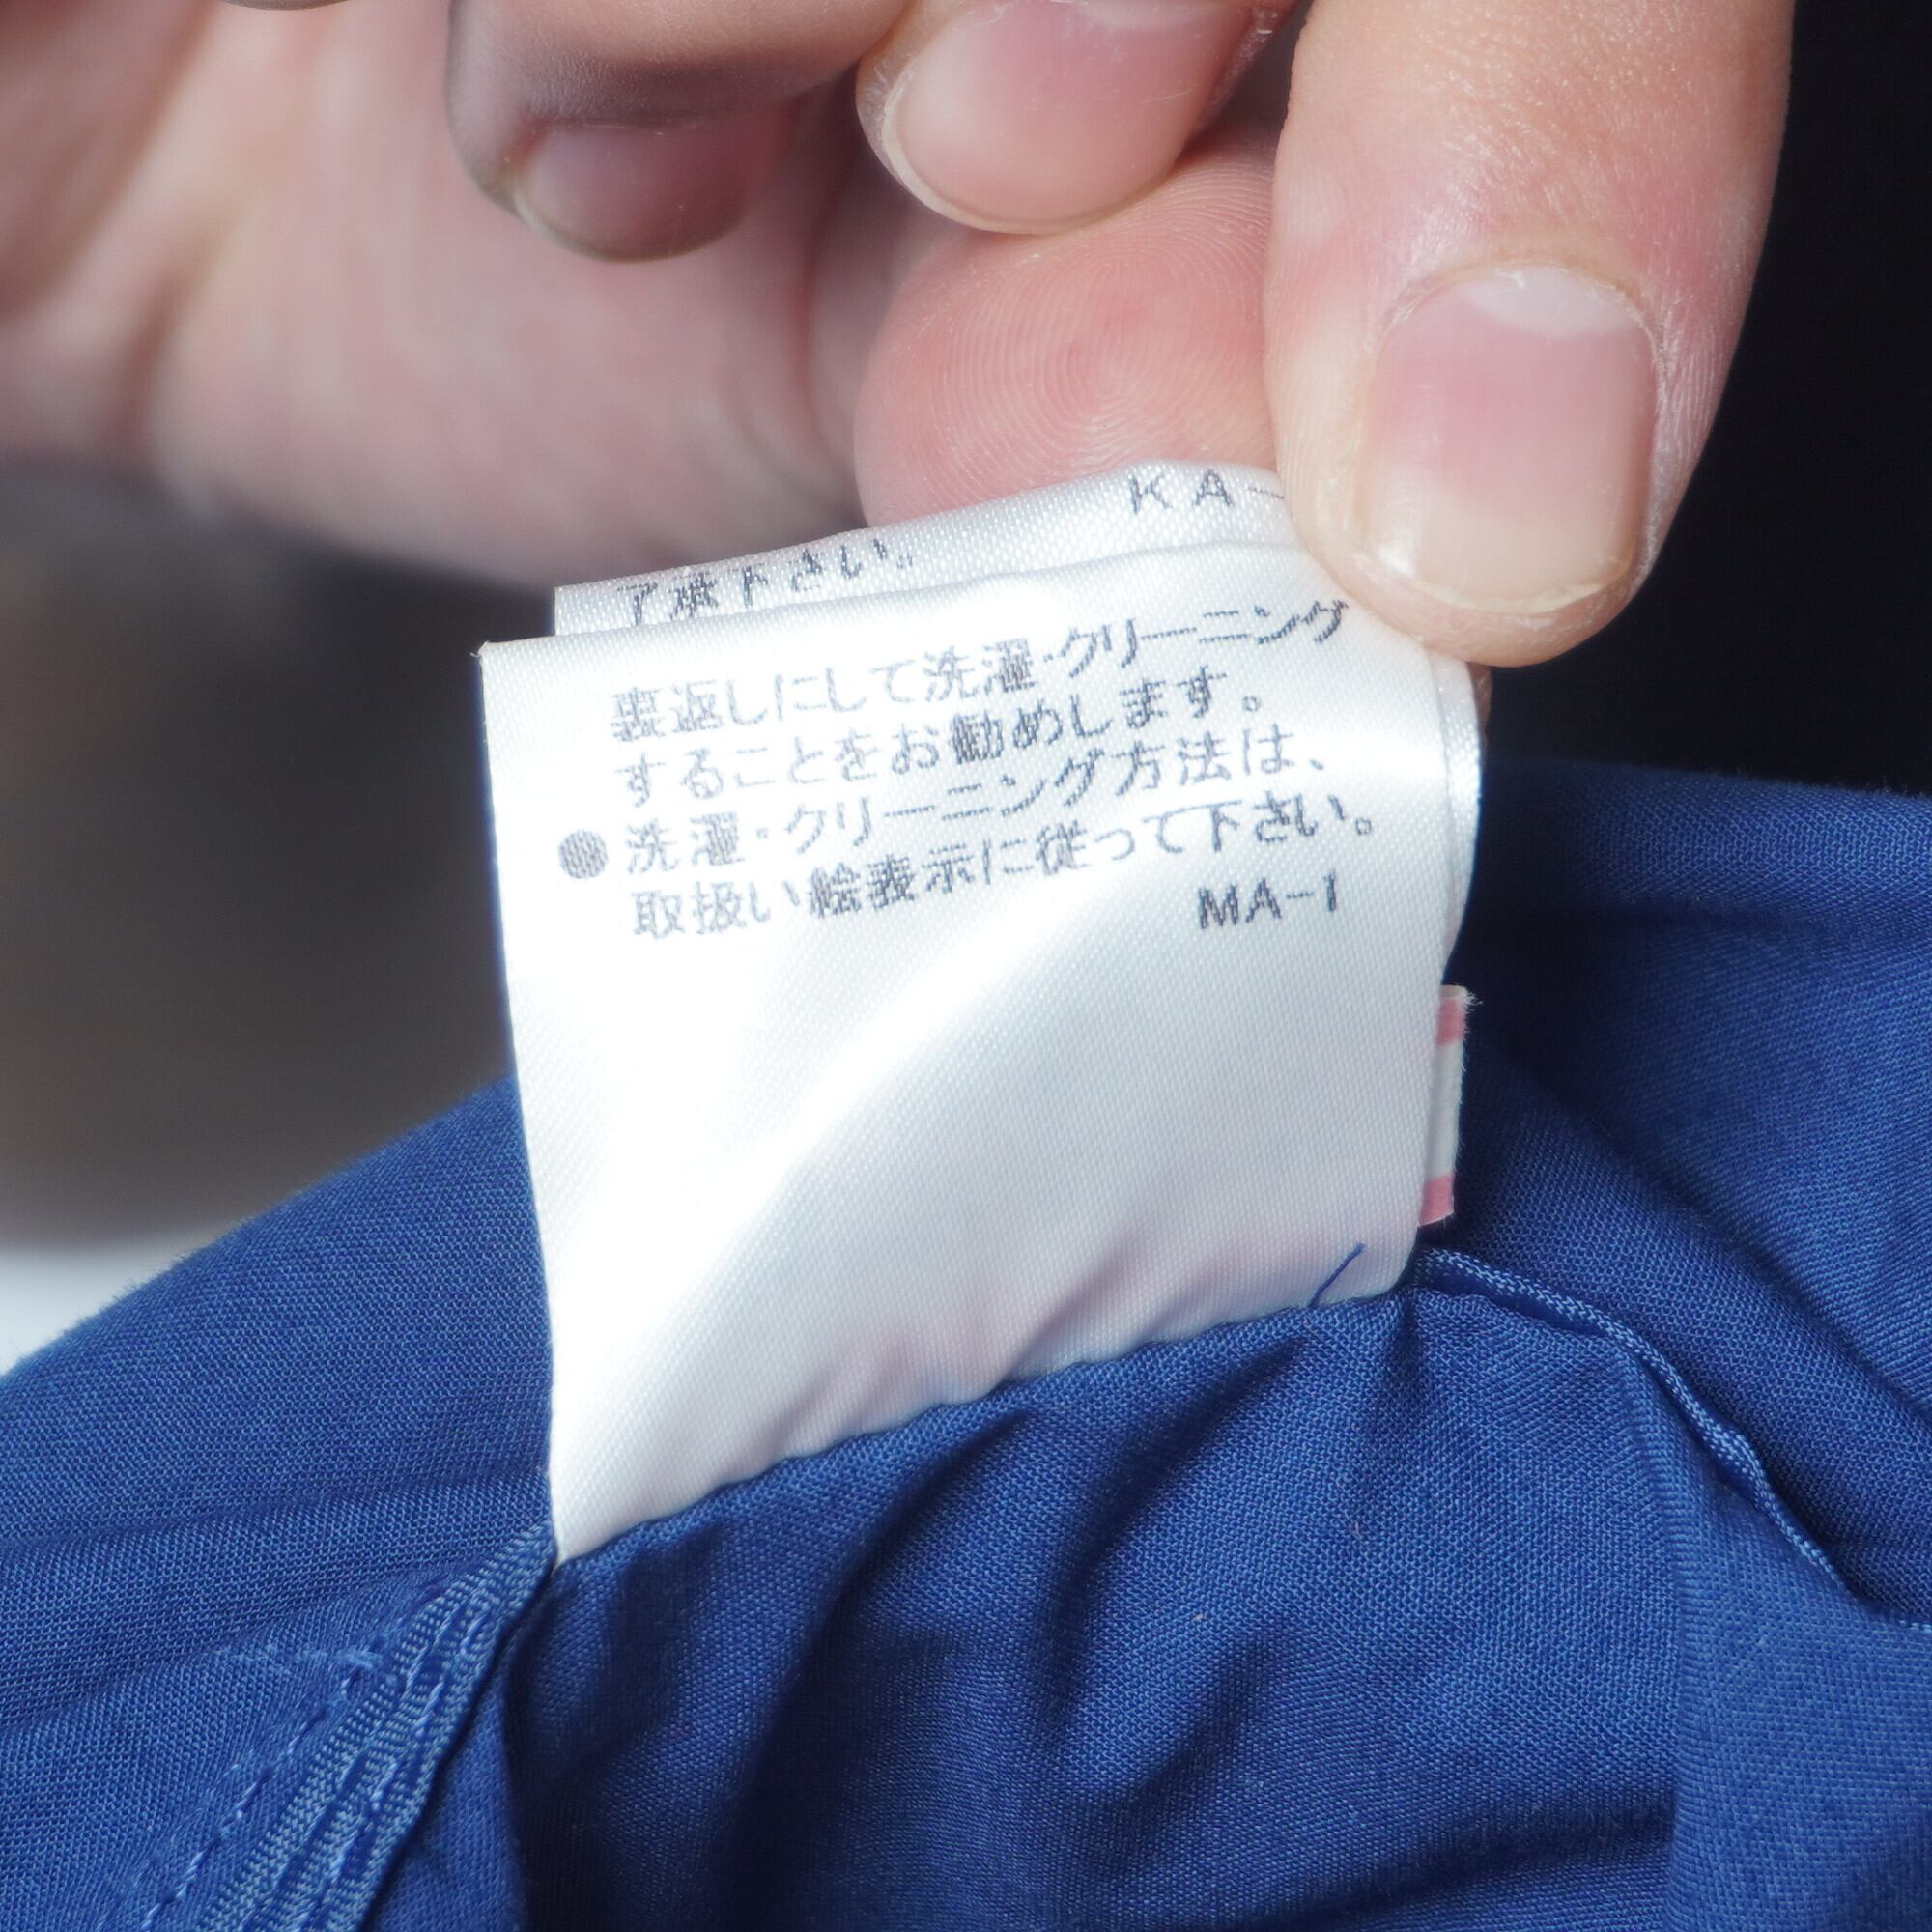 KA-
了承下さい。
裏返しにして洗濯・クリーニング
することをお勧めします。
●洗濯・クリーニング方法は、
取扱い絵表示に従って下さい。
MA-1